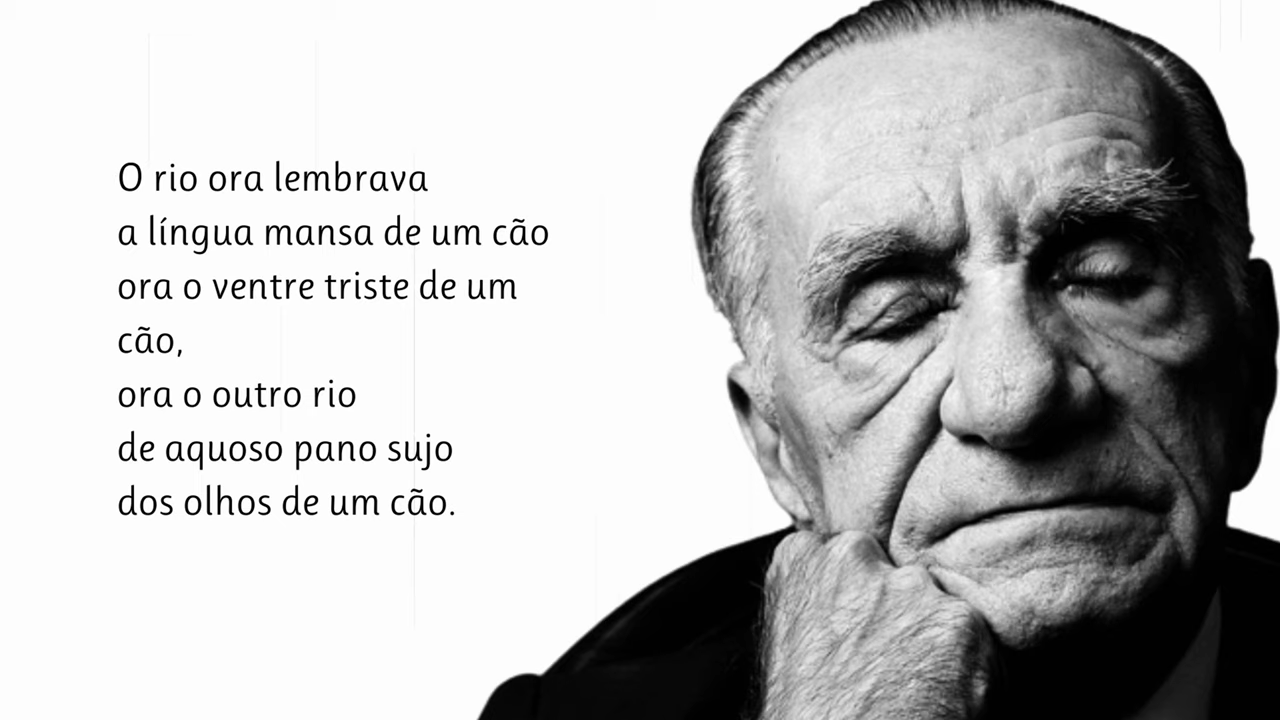 O rio ora lembrava
a língua mansa de um cão
ora o ventre triste de um
cão,
ora o outro rio
de aquoso pano sujo
dos olhos de um cão.